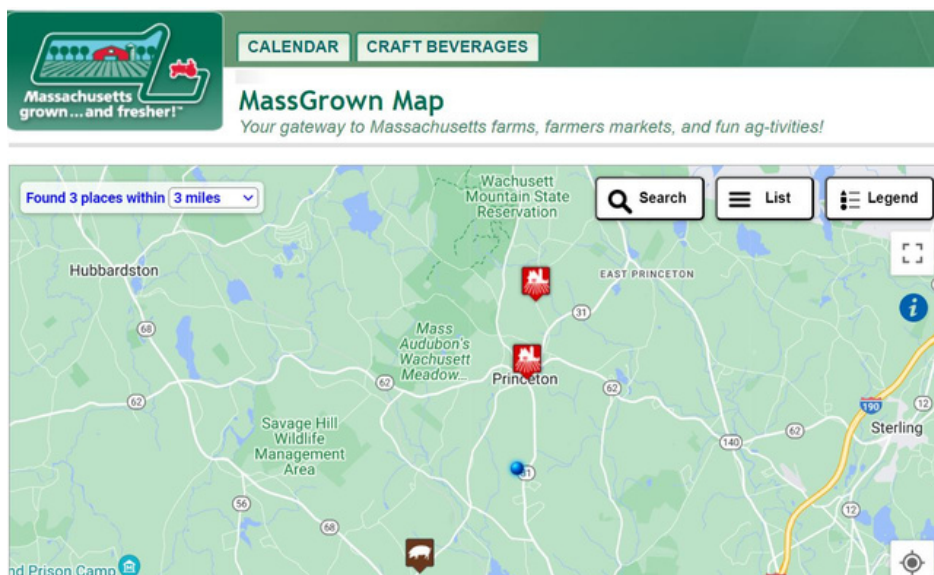 CALENDAR
CRAFT BEVERAGES
Massachusetts
grown...and fresher!™
MassGrown Map
Your gateway to Massachusetts farms, farmers markets, and fun ag-tivities!
Found 3 places within 3 miles
Search
List
Legend
Wachusett
Mountain State
Reservation
Hubbardston
EAST PRINCETON
i
31
68
Mass
Audubon's
Wachusett
Meadow...
Princeton
62
62
62
190
12
Sterling
Savage Hill
Wildlife
Management
Area
140
62
31
56
68
12
nd Prison Camp